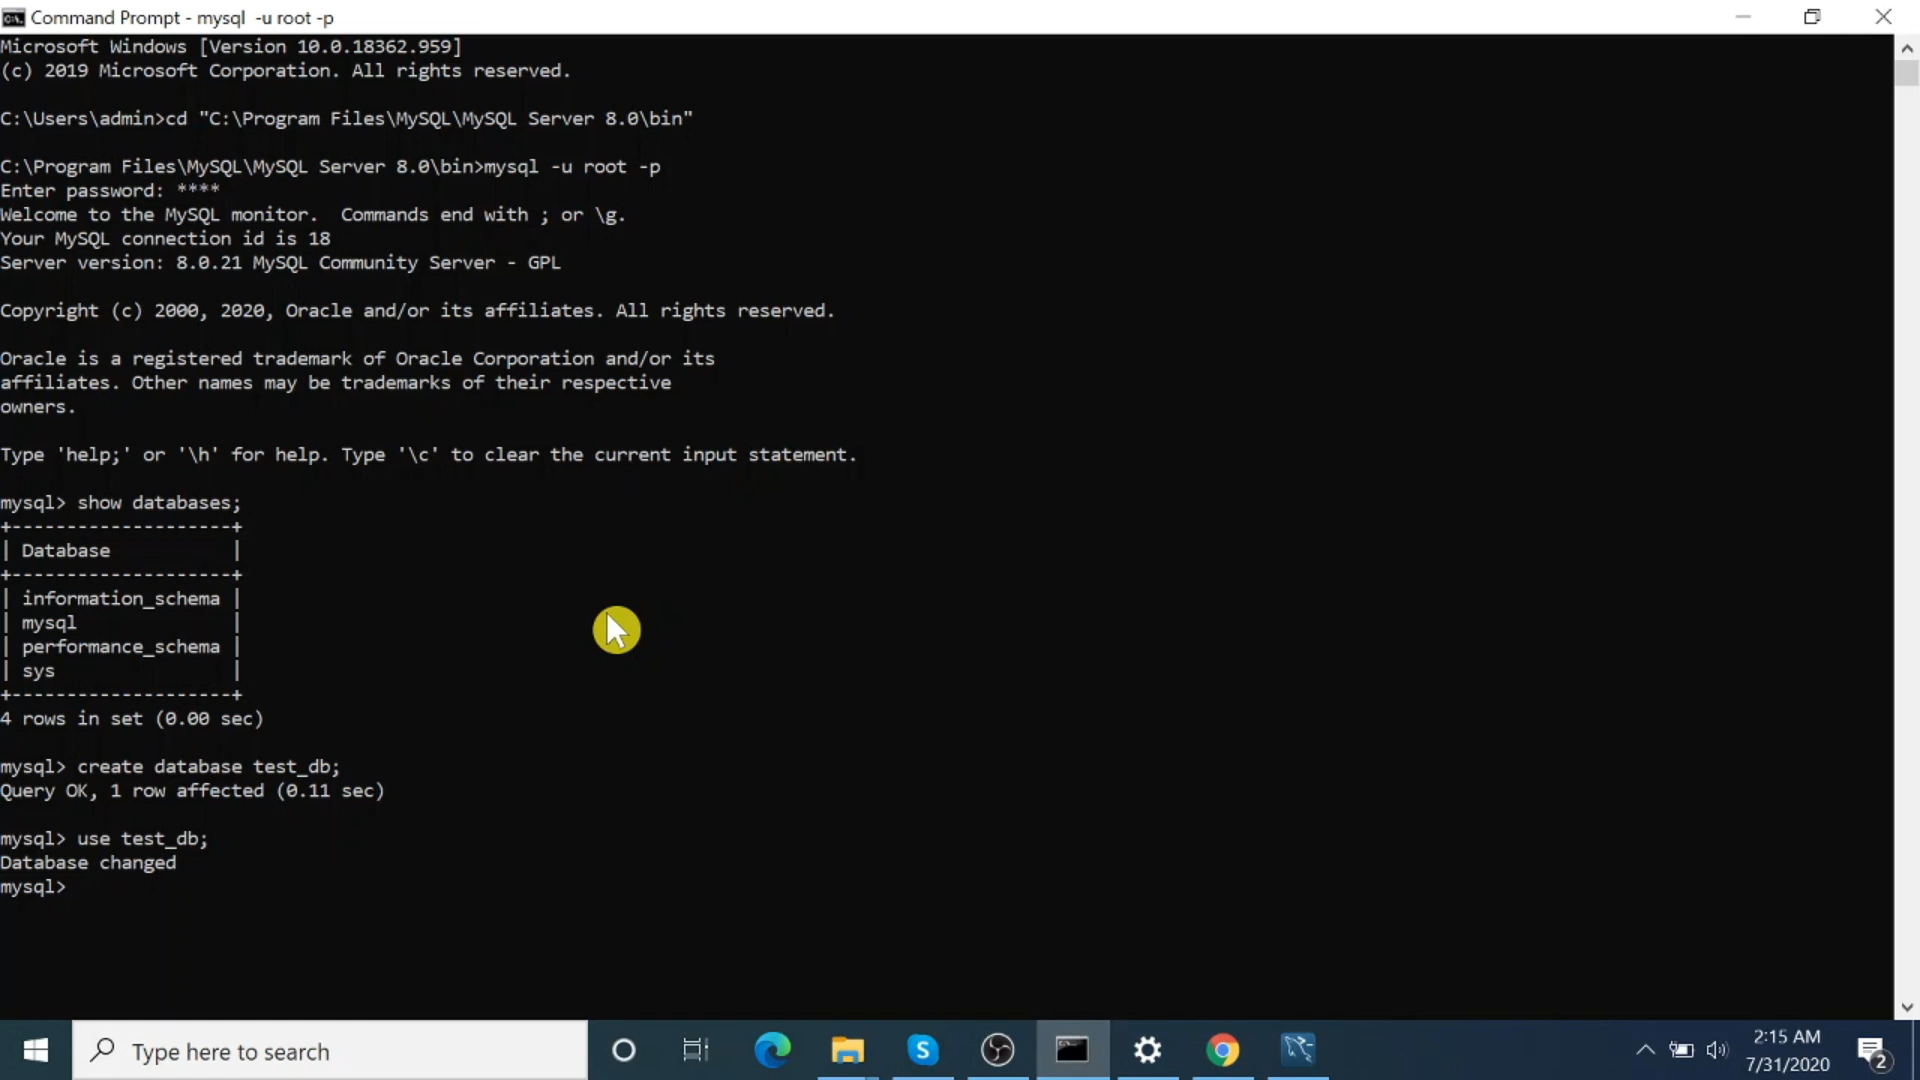 Command Prompt - mysql  -u root -p
Microsoft Windows [Version 10.0.18362.959]
(c) 2019 Microsoft Corporation. All rights reserved.
C:\Users\admin>cd "C:\Program Files\MySQL\MySQL Server 8.0\bin"
C:\Program Files\MySQL\MySQL Server 8.0\bin>mysql -u root -p
Enter password: ****
Welcome to the MySQL monitor.  Commands end with ; or \g.
Your MySQL connection id is 18
Server version: 8.0.21 MySQL Community Server - GPL
Copyright (c) 2000, 2020, Oracle and/or its affiliates. All rights reserved.
Oracle is a registered trademark of Oracle Corporation and/or its
affiliates. Other names may be trademarks of their respective
owners.
Type 'help;' or '\h' for help. Type '\c' to clear the current input statement.
mysql> show databases;
+--------------------+
| Database           |
+--------------------+
| information_schema |
| mysql              |
| performance_schema |
| sys                |
+--------------------+
4 rows in set (0.00 sec)
mysql> create database test_db;
Query OK, 1 row affected (0.11 sec)
mysql> use test_db;
Database changed
mysql>
Type here to search
2:15 AM
7/31/2020
2